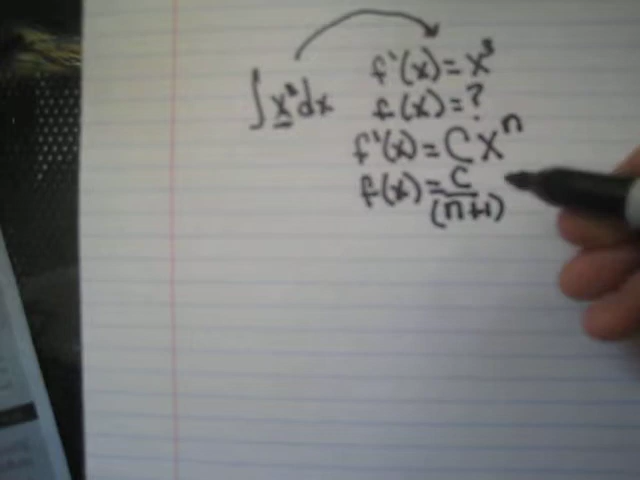 ∫x³dx
f'(x)=x³
f(x)=?
f'(x)=Cxⁿ
f(x)=C/(n+1)